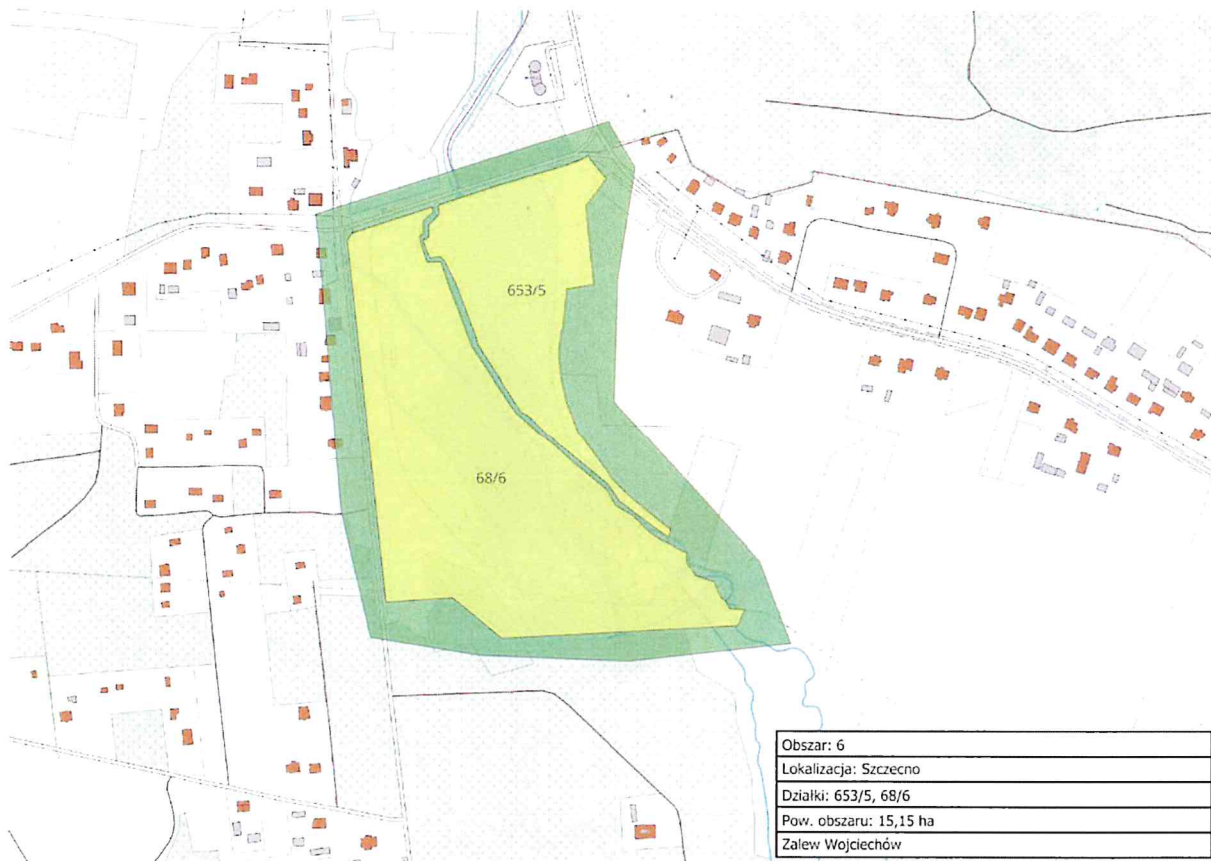 653/5
68/6
Obszar: 6
Lokalizacja: Szczecno
Działki: 653/5, 68/6
Pow. obszaru: 15,15 ha
Zalew Wojciechów